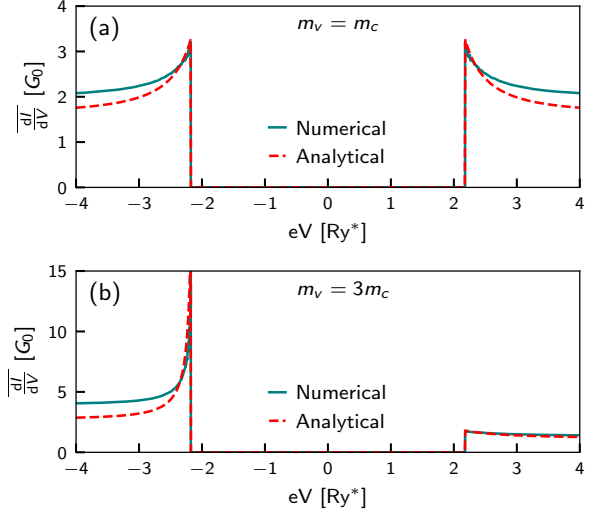 (a)
m_v = m_c
dI/dV [G_0]
4
3
2
1
0
Numerical
Analytical
−4 −3 −2 −1 0 1 2 3 4
eV [Ry*]
(b)
m_v = 3m_c
dI/dV [G_0]
15
10
5
0
Numerical
Analytical
−4 −3 −2 −1 0 1 2 3 4
eV [Ry*]